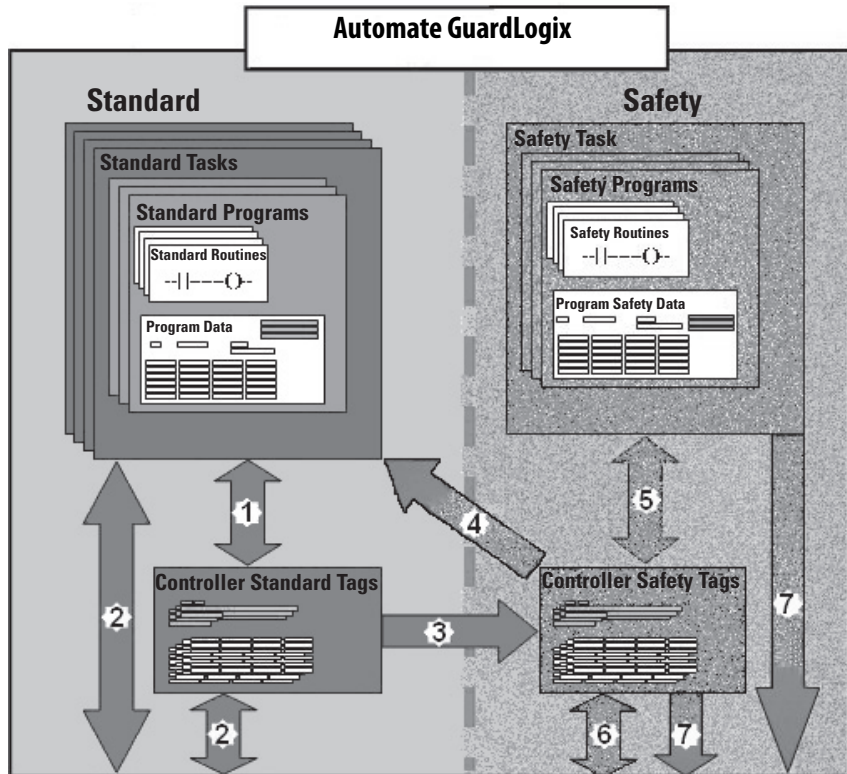 Automate GuardLogix
Standard
Safety
Standard Tasks
Standard Programs
Standard Routines
--| |----( )--
Program Data
Safety Task
Safety Programs
Safety Routines
--| |----( )--
Program Safety Data
1
2
4
5
7
Controller Standard Tags
3
Controller Safety Tags
2
6
7